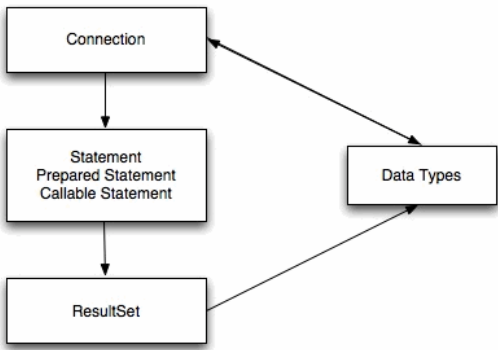 Connection
Statement
Prepared Statement
Callable Statement
Data Types
ResultSet